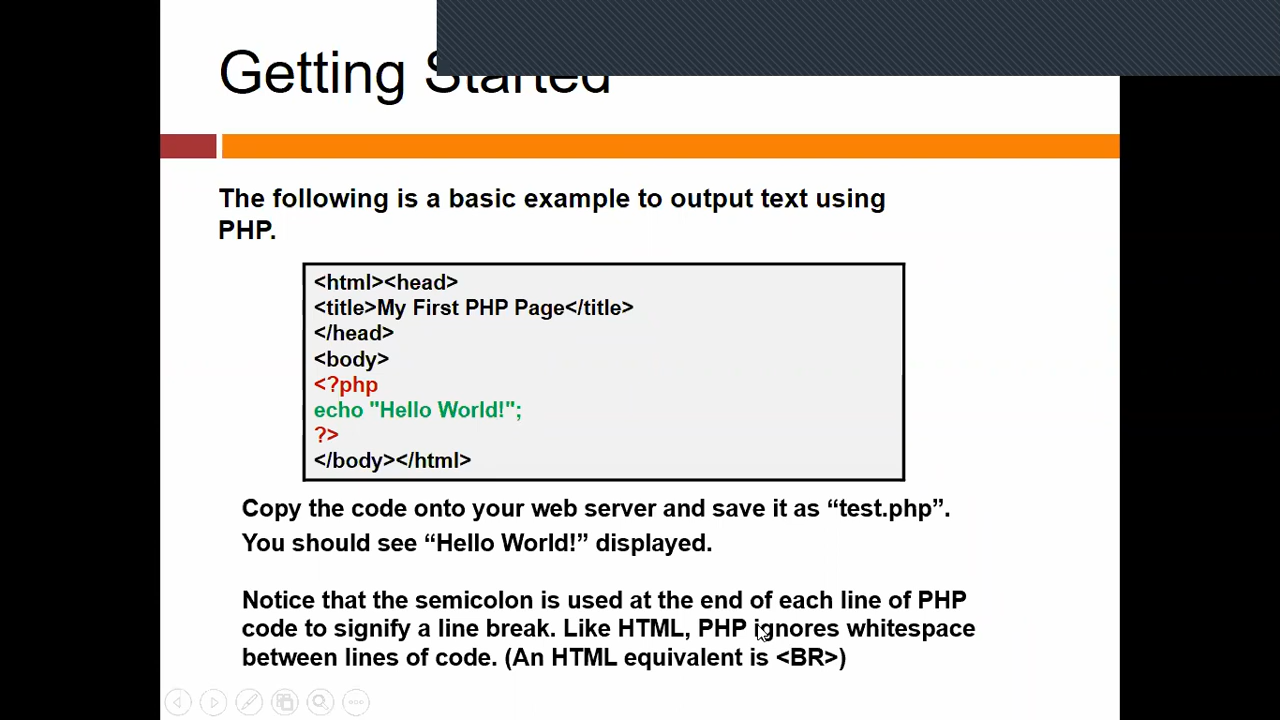 Getting Started
The following is a basic example to output text using
PHP.
<html><head>
<title>My First PHP Page</title>
</head>
<body>
<?php
echo "Hello World!";
?>
</body></html>
Copy the code onto your web server and save it as “test.php”.
You should see “Hello World!” displayed.
Notice that the semicolon is used at the end of each line of PHP
code to signify a line break. Like HTML, PHP ignores whitespace
between lines of code. (An HTML equivalent is <BR>)